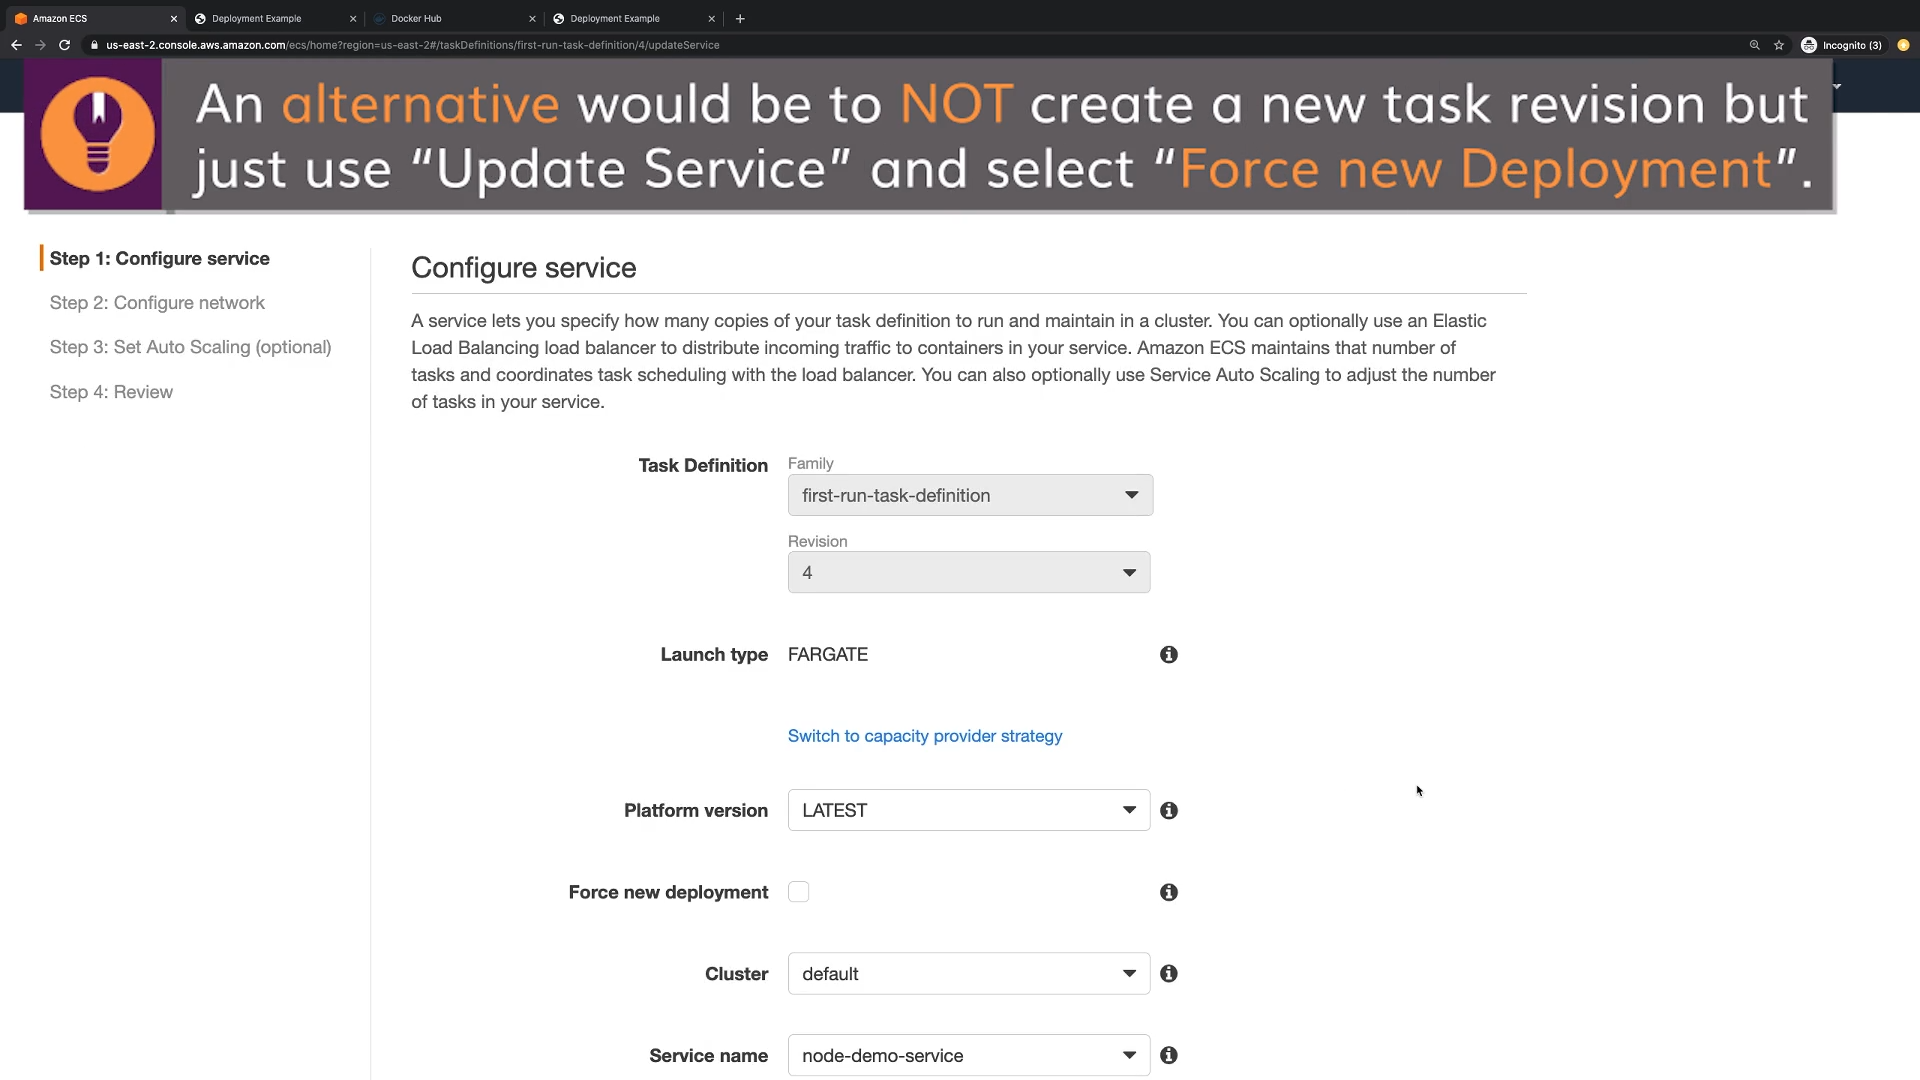 Amazon ECS
Deployment Example
Docker Hub
Deployment Example
us-east-2.console.aws.amazon.com/ecs/home?region=us-east-2#/taskDefinitions/first-run-task-definition/4/updateService
Incognito (3)
An alternative would be to NOT create a new task revision but
just use “Update Service” and select “Force new Deployment”.
Step 1: Configure service
Step 2: Configure network
Step 3: Set Auto Scaling (optional)
Step 4: Review
Configure service
A service lets you specify how many copies of your task definition to run and maintain in a cluster. You can optionally use an Elastic
Load Balancing load balancer to distribute incoming traffic to containers in your service. Amazon ECS maintains that number of
tasks and coordinates task scheduling with the load balancer. You can also optionally use Service Auto Scaling to adjust the number
of tasks in your service.
Task Definition
Family
first-run-task-definition
Revision
4
Launch type FARGATE
Switch to capacity provider strategy
Platform version LATEST
Force new deployment
Cluster default
Service name node-demo-service